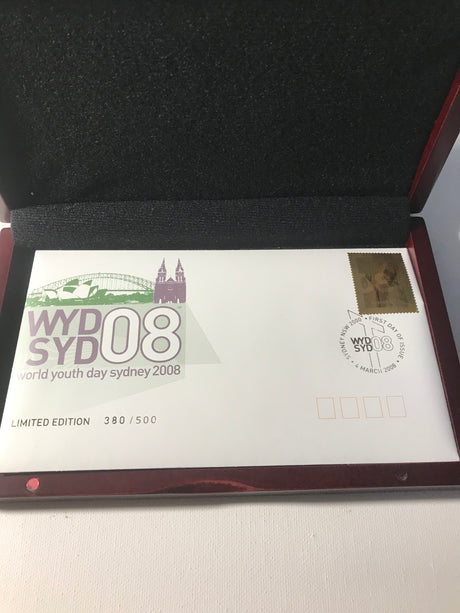 WYD
SYD08
world youth day sydney 2008
LIMITED EDITION 380/500
SYDNEY NSW 2000 • FIRST DAY OF ISSUE •
WYD
SYD08
4 MARCH 2008